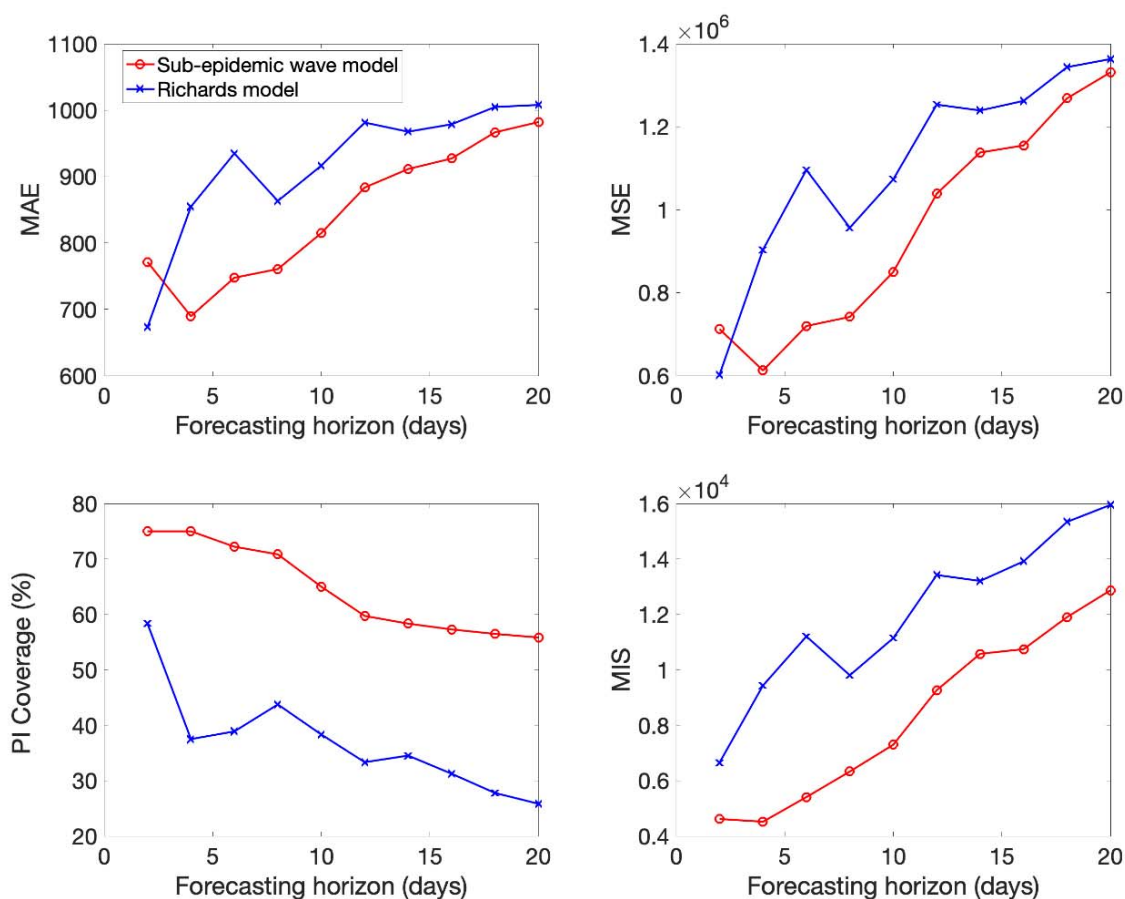 1100
1000
900
800
700
600
MAE
Sub-epidemic wave model
Richards model
0 5 10 15 20
Forecasting horizon (days)
×10^6
1.4
1.2
1
0.8
0.6
MSE
0 5 10 15 20
Forecasting horizon (days)
80
70
60
50
40
30
20
PI Coverage (%)
0 5 10 15 20
Forecasting horizon (days)
×10^4
1.6
1.4
1.2
1
0.8
0.6
0.4
MIS
0 5 10 15 20
Forecasting horizon (days)